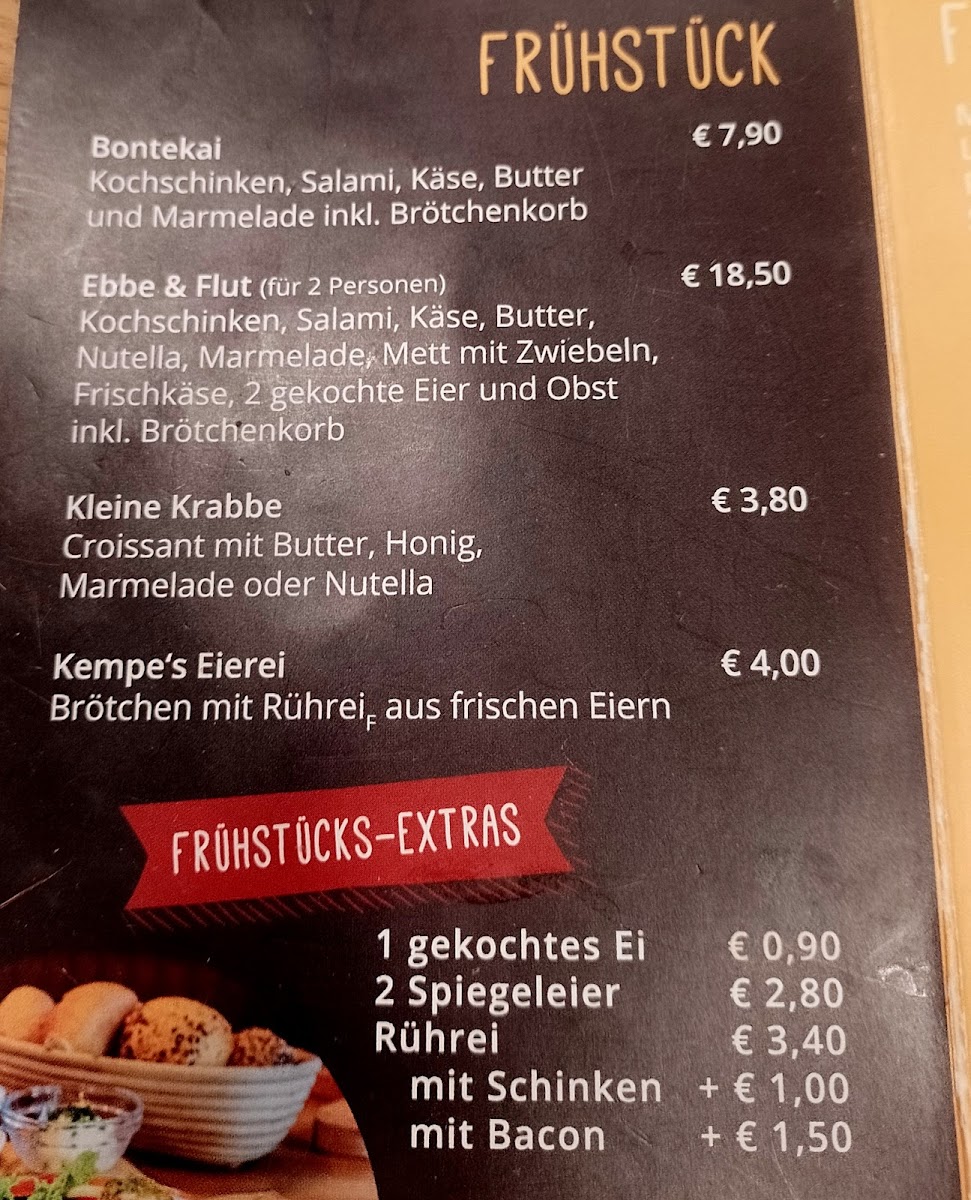 FRÜHSTÜCK
Bontekai € 7,90
Kochschinken, Salami, Käse, Butter
und Marmelade inkl. Brötchenkorb
Ebbe & Flut (für 2 Personen) € 18,50
Kochschinken, Salami, Käse, Butter,
Nutella, Marmelade, Mett mit Zwiebeln,
Frischkäse, 2 gekochte Eier und Obst
inkl. Brötchenkorb
Kleine Krabbe € 3,80
Croissant mit Butter, Honig,
Marmelade oder Nutella
Kempe‘s Eierei € 4,00
Brötchen mit Rührei F aus frischen Eiern
FRÜHSTÜCKS-EXTRAS
1 gekochtes Ei € 0,90
2 Spiegeleier € 2,80
Rührei € 3,40
mit Schinken + € 1,00
mit Bacon + € 1,50